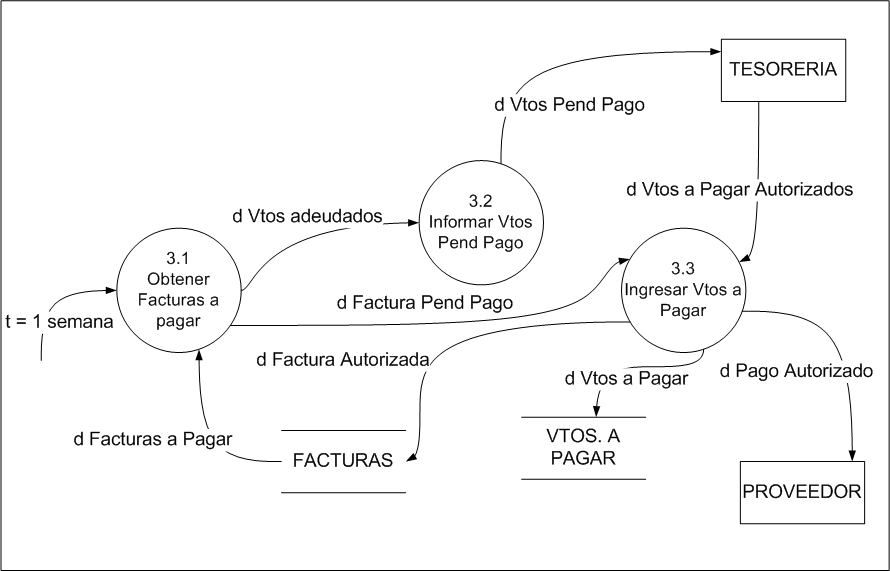 TESORERIA
d Vtos Pend Pago
d Vtos a Pagar Autorizados
3.2
Informar Vtos
Pend Pago
d Vtos adeudados
3.1
Obtener
Facturas a
pagar
3.3
Ingresar Vtos a
Pagar
t = 1 semana
d Factura Pend Pago
d Factura Autorizada
d Vtos a Pagar
d Pago Autorizado
d Facturas a Pagar
FACTURAS
VTOS. A
PAGAR
PROVEEDOR